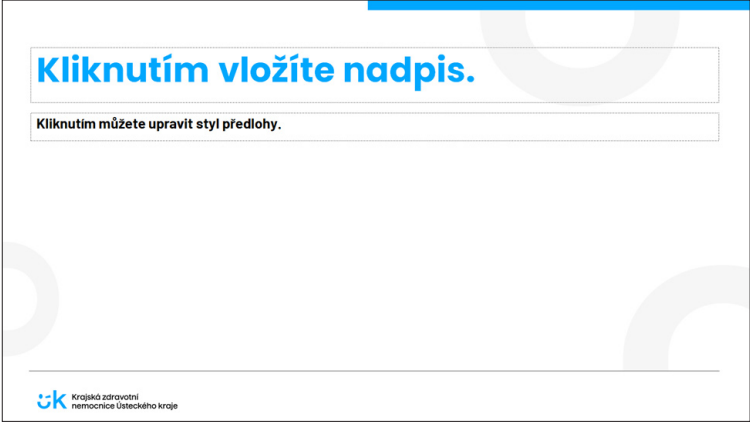 Kliknutím vložíte nadpis.
Kliknutím můžete upravit styl předlohy.
Krajská zdravotní
nemocnice Ústeckého kraje